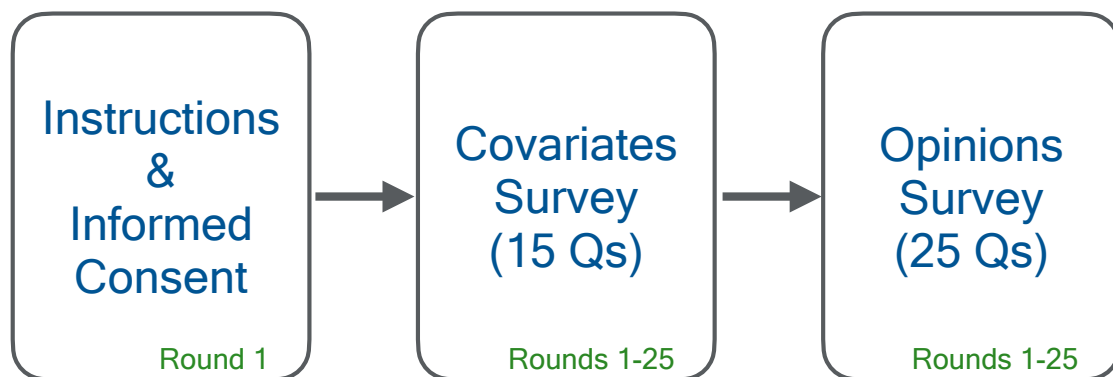 Instructions
&
Informed
Consent
Round 1
Covariates
Survey
(15 Qs)
Rounds 1-25
Opinions
Survey
(25 Qs)
Rounds 1-25